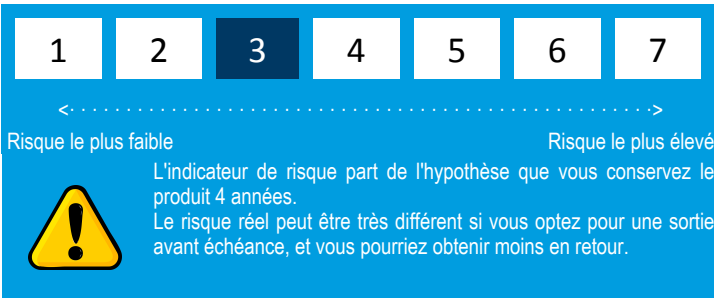 1 2 3 4 5 6 7
Risque le plus faible Risque le plus élevé
L'indicateur de risque part de l'hypothèse que vous conservez le
produit 4 années.
Le risque réel peut être très différent si vous optez pour une sortie
avant échéance, et vous pourriez obtenir moins en retour.